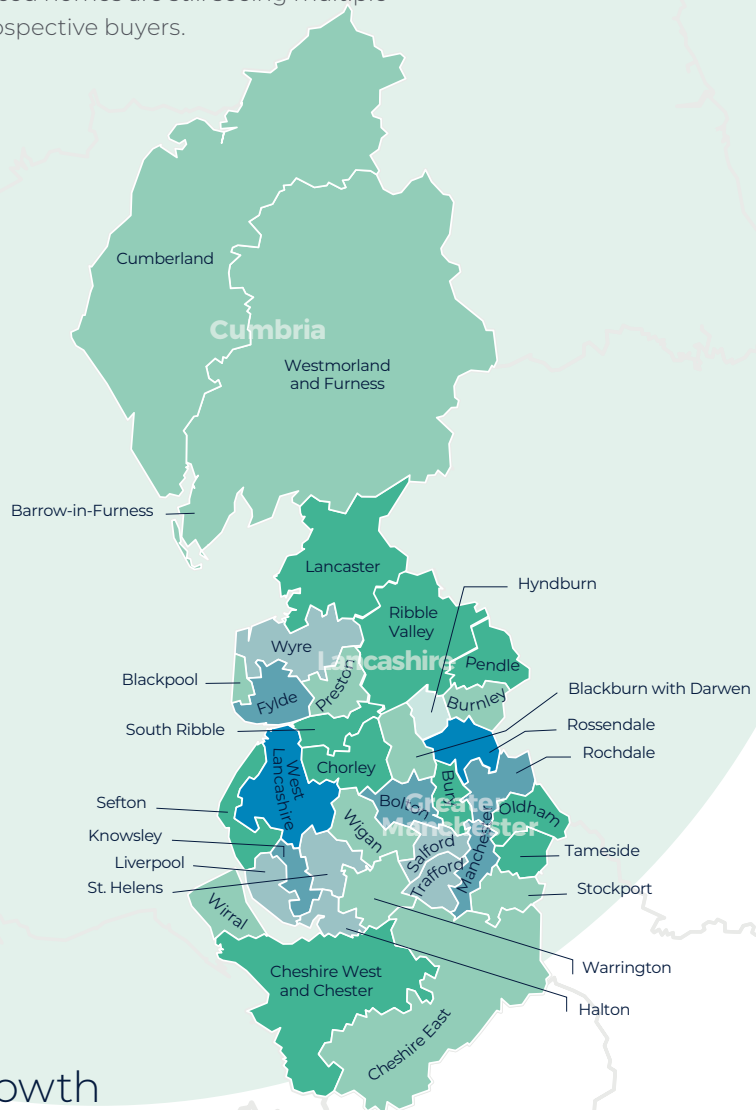 ospective buyers.
Cumberland
Cumbria
Westmorland
and Furness
Barrow-in-Furness
Lancaster
Hyndburn
Ribble
Valley
Wyre
Lancashire
Pendle
Blackpool
Preston
Fylde
Burnley
Blackburn with Darwen
South Ribble
Rossendale
Rochdale
West
Lancashire
Chorley
Bury
Bolton
Greater
Manchester
Oldham
Sefton
Wigan
Knowsley
Salford
Manchester
Tameside
Liverpool
Trafford
St. Helens
Stockport
Wirral
Warrington
Cheshire West
and Chester
Halton
Cheshire East
owth